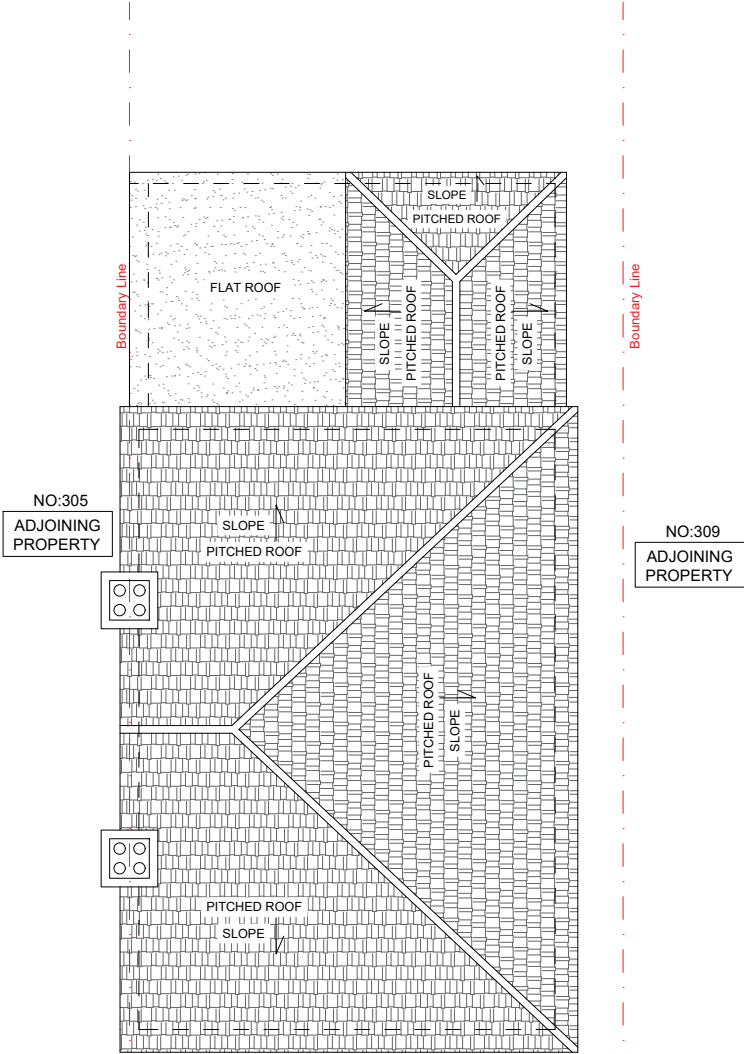 SLOPE
PITCHED ROOF
Boundary Line
FLAT ROOF
SLOPE
PITCHED ROOF
PITCHED ROOF
SLOPE
Boundary Line
NO:305
ADJOINING
PROPERTY
SLOPE
PITCHED ROOF
NO:309
ADJOINING
PROPERTY
PITCHED ROOF
SLOPE
PITCHED ROOF
SLOPE